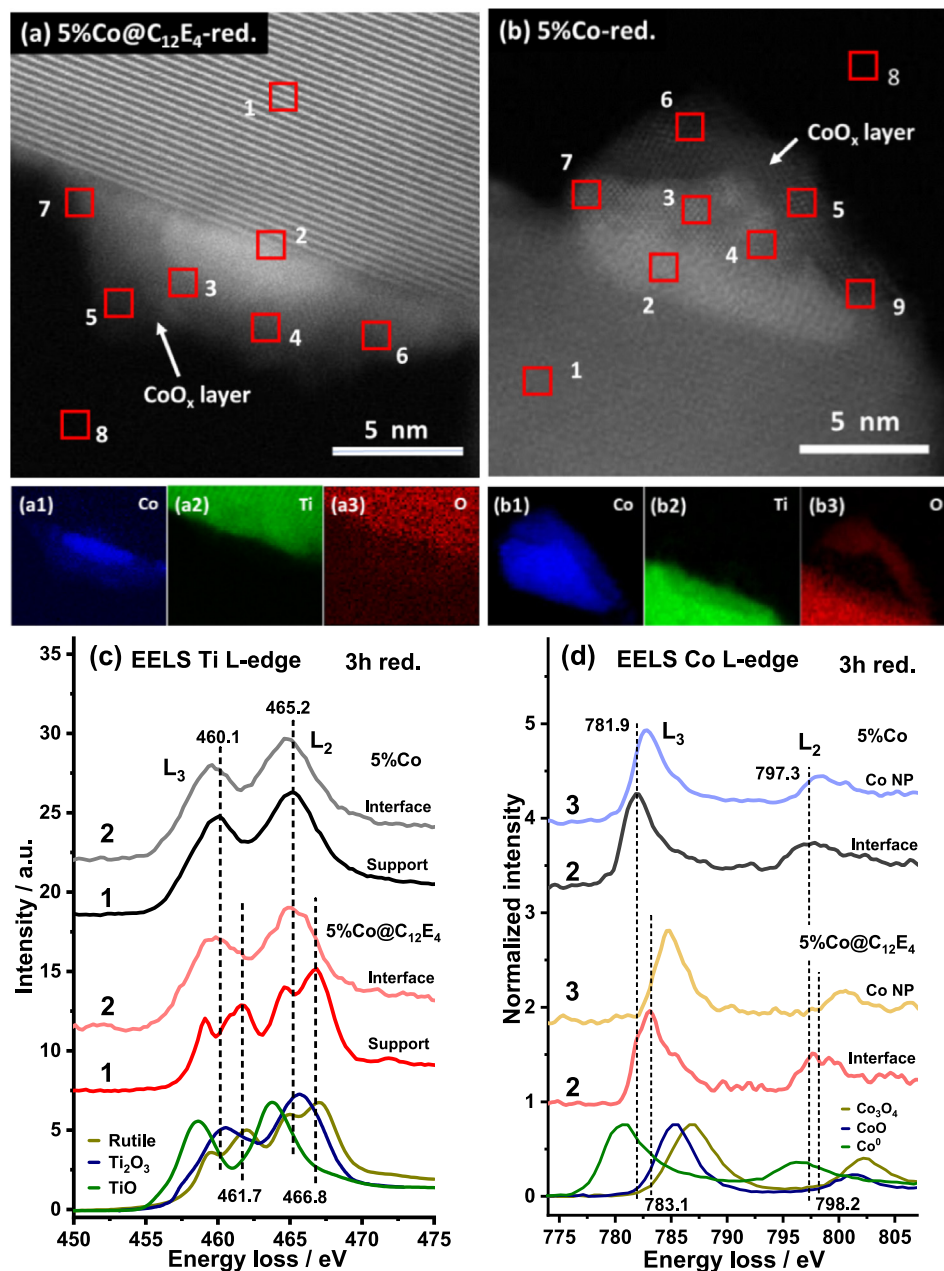 (a) 5%Co@C₁₂E₄-red.
1
7
2
3
5
4
6
CoOₓ layer
8
5 nm
(b) 5%Co-red.
8
6
CoOₓ layer
7
3
5
4
2
9
1
5 nm
(a1) Co
(a2) Ti
(a3) O
(b1) Co
(b2) Ti
(b3) O
(c) EELS Ti L-edge 3h red.
465.2
460.1
L₃
L₂
5%Co
2 Interface
1 Support
5%Co@C₁₂E₄
2 Interface
1 Support
Rutile
Ti₂O₃
TiO
461.7
466.8
Intensity / a.u.
35
30
25
20
15
10
5
0
450 455 460 465 470 475
Energy loss / eV
(d) EELS Co L-edge 3h red.
781.9
L₃
L₂
5%Co
797.3
3 Co NP
2 Interface
5%Co@C₁₂E₄
3 Co NP
2 Interface
Co₃O₄
CoO
Co⁰
783.1
798.2
Normalized intensity
5
4
3
2
1
0
775 780 785 790 795 800 805
Energy loss / eV